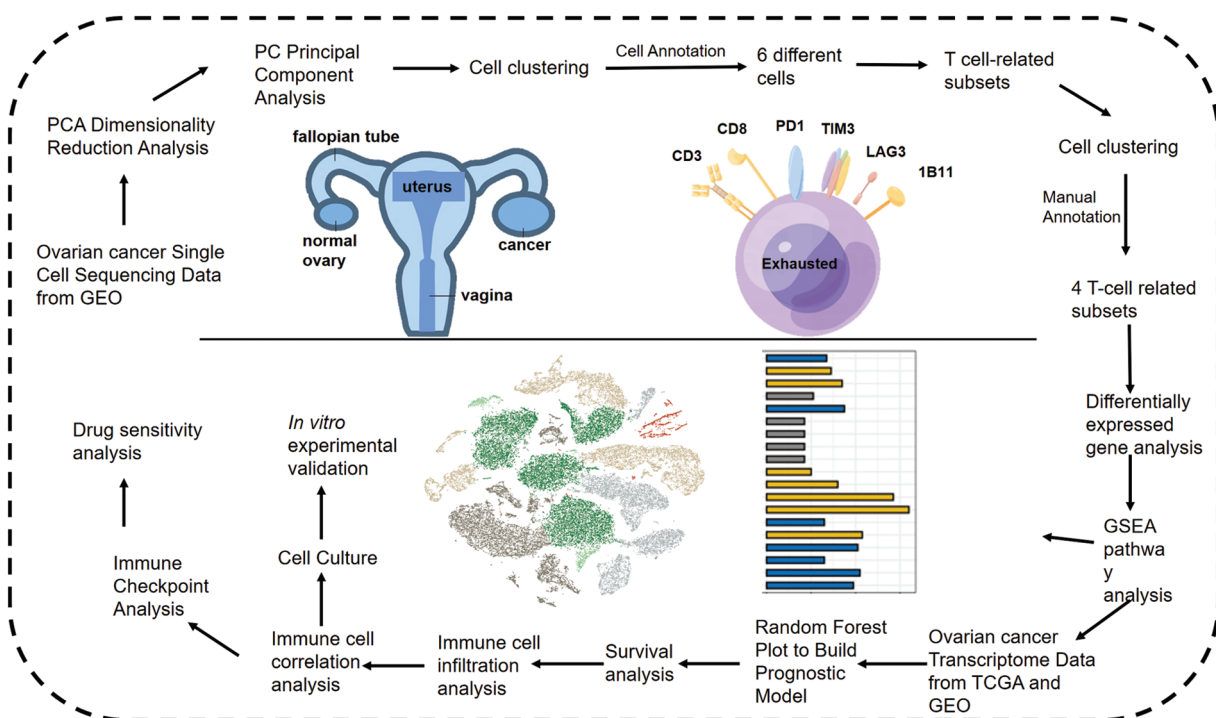 PC Principal
Component
Analysis
Cell clustering
Cell Annotation
6 different
cells
T cell-related
subsets
Cell clustering
Manual
Annotation
4 T-cell related
subsets
Differentially
expressed
gene analysis
GSEA
pathwa
y
analysis
PCA Dimensionality
Reduction Analysis
Ovarian cancer Single
Cell Sequencing Data
from GEO
fallopian tube
uterus
normal
ovary
cancer
vagina
CD3
CD8
PD1
TIM3
LAG3
1B11
Exhausted
Drug sensitivity
analysis
Immune
Checkpoint
Analysis
In vitro
experimental
validation
Cell Culture
Immune cell
correlation
analysis
Immune cell
infiltration
analysis
Survival
analysis
Random Forest
Plot to Build
Prognostic
Model
Ovarian cancer
Transcriptome Data
from TCGA and
GEO